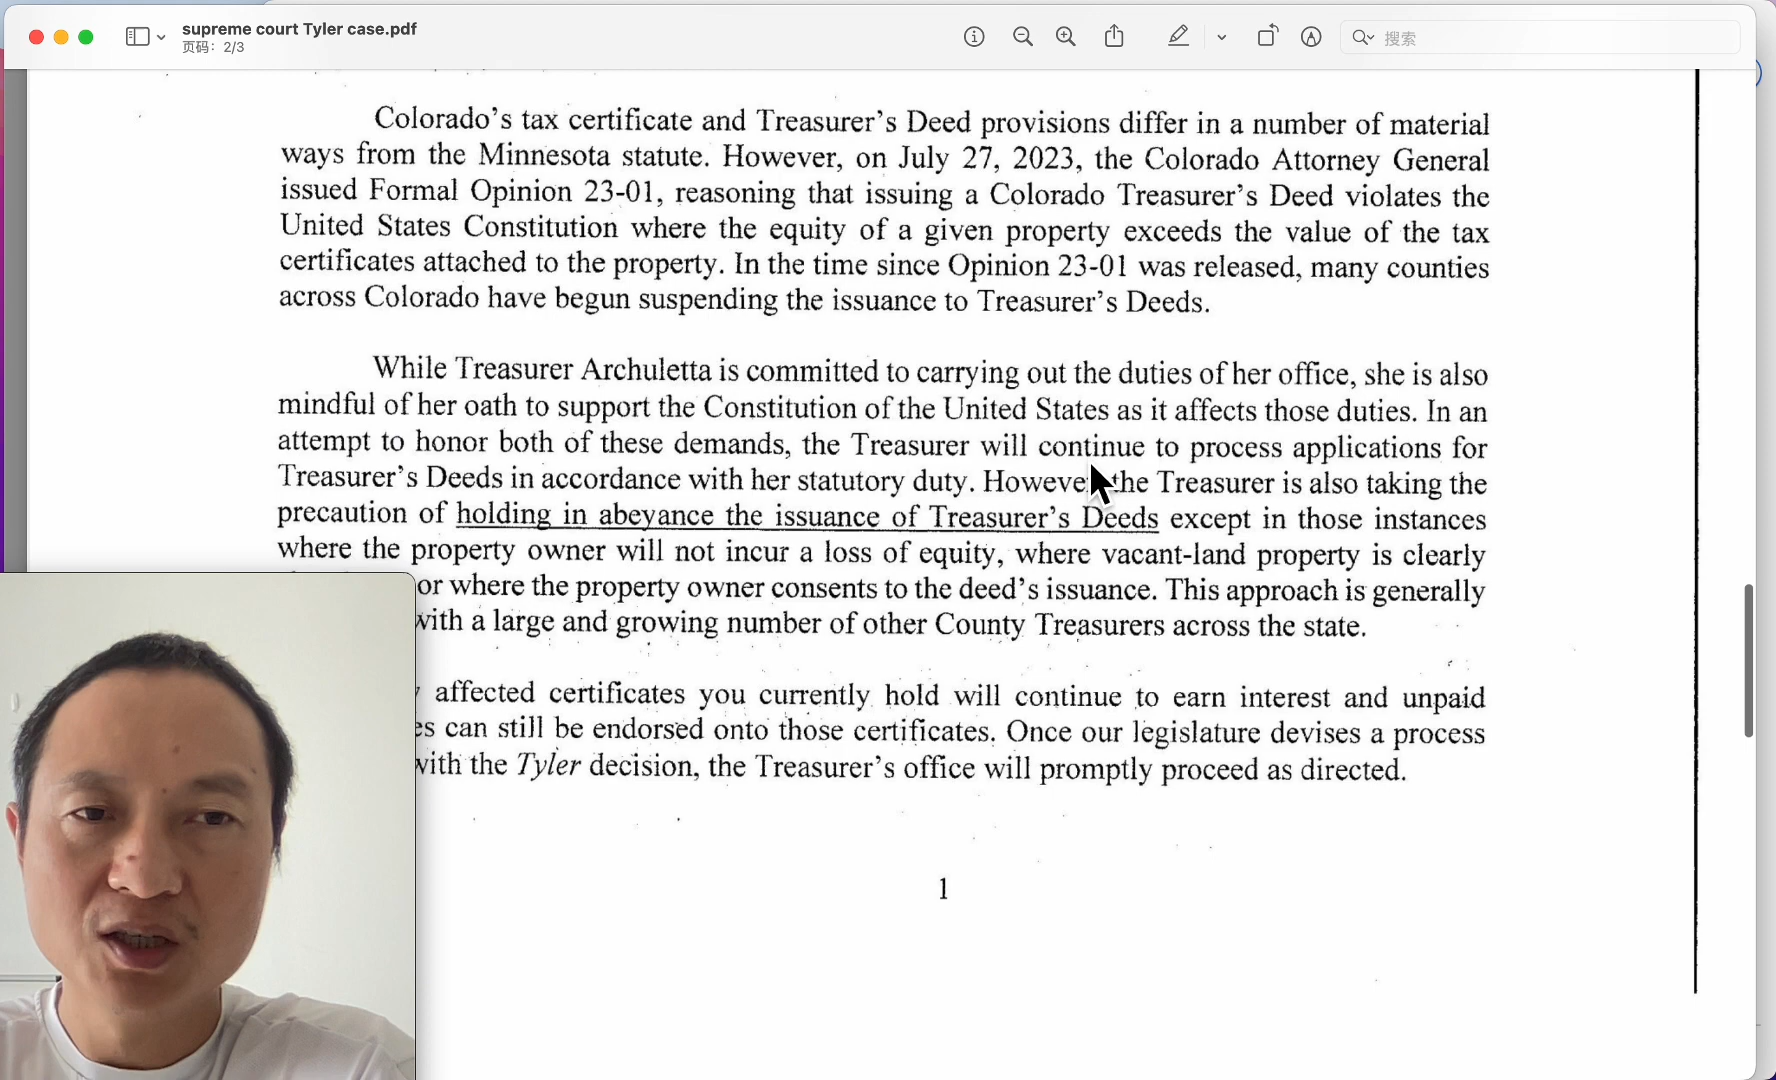 supreme court Tyler case.pdf
页码: 2/3
搜索
Colorado's tax certificate and Treasurer's Deed provisions differ in a number of material
ways from the Minnesota statute. However, on July 27, 2023, the Colorado Attorney General
issued Formal Opinion 23-01, reasoning that issuing a Colorado Treasurer's Deed violates the
United States Constitution where the equity of a given property exceeds the value of the tax
certificates attached to the property. In the time since Opinion 23-01 was released, many counties
across Colorado have begun suspending the issuance to Treasurer's Deeds.
While Treasurer Archuletta is committed to carrying out the duties of her office, she is also
mindful of her oath to support the Constitution of the United States as it affects those duties. In an
attempt to honor both of these demands, the Treasurer will continue to process applications for
Treasurer's Deeds in accordance with her statutory duty. However the Treasurer is also taking the
precaution of holding in abeyance the issuance of Treasurer's Deeds except in those instances
where the property owner will not incur a loss of equity, where vacant-land property is clearly
or where the property owner consents to the deed's issuance. This approach is generally
with a large and growing number of other County Treasurers across the state.
affected certificates you currently hold will continue to earn interest and unpaid
can still be endorsed onto those certificates. Once our legislature devises a process
with the Tyler decision, the Treasurer's office will promptly proceed as directed.
1